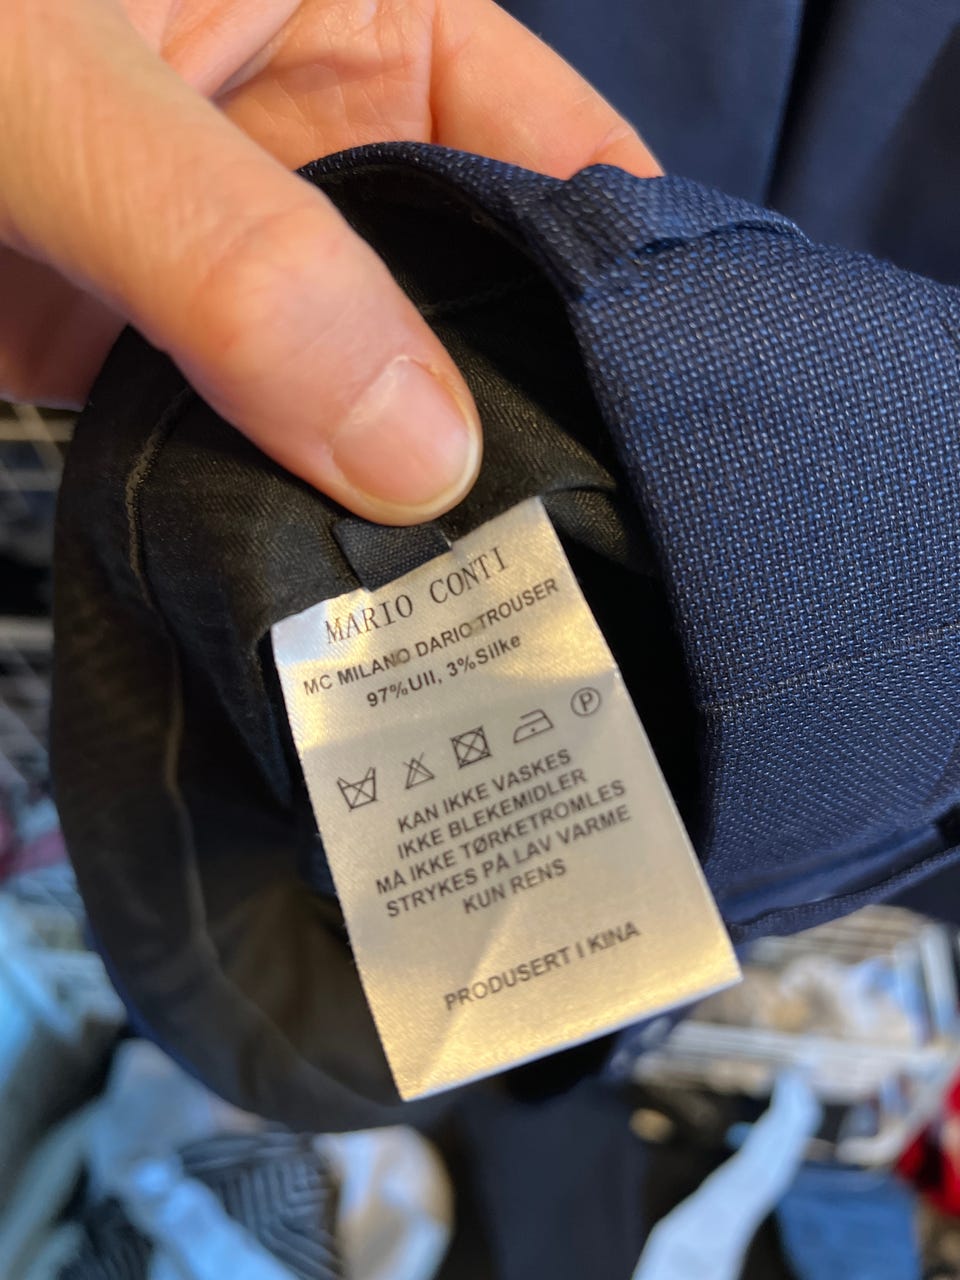 MARIO CONTI
MC MILANO DARIO TROUSER
97%Ull, 3%Silke
P
KAN IKKE VASKES
IKKE BLEKEMIDLER
MÅ IKKE TØRKETROMLES
STRYKES PÅ LAV VARME
KUN RENS
PRODUSERT I KINA